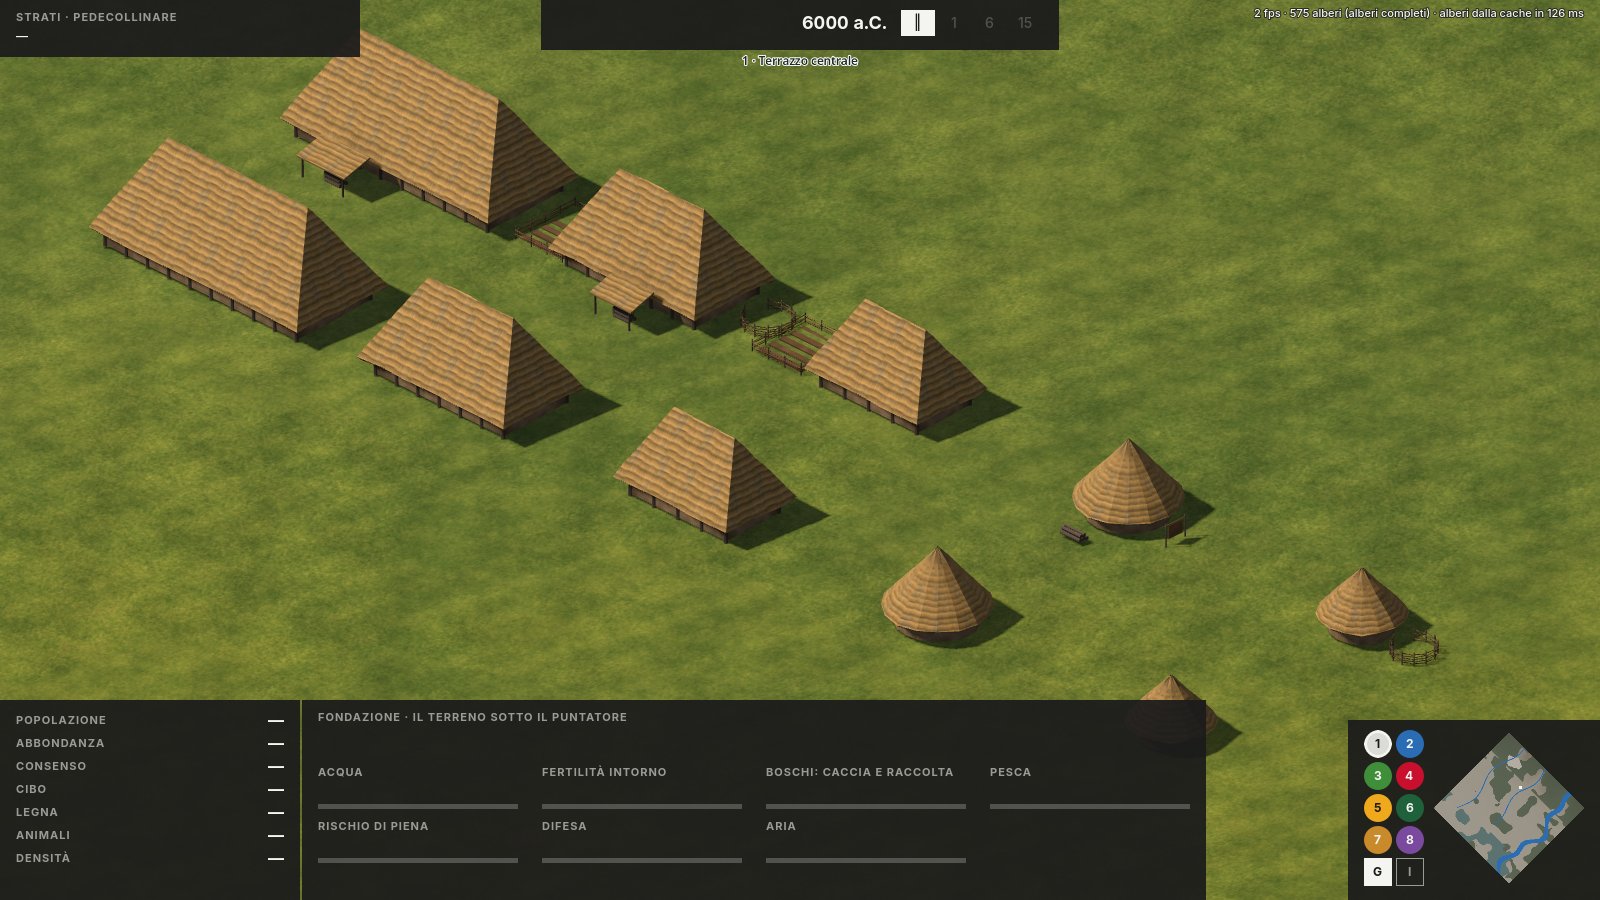 STRATI · PEDECOLLINARE
—
6000 a.C. ‖ 1 6 15
2 fps · 575 alberi (alberi completi) · alberi dalla cache in 126 ms
1 · Terrazzo centrale
POPOLAZIONE —
ABBONDANZA —
CONSENSO —
CIBO —
LEGNA —
ANIMALI —
DENSITÀ —
FONDAZIONE · IL TERRENO SOTTO IL PUNTATORE
ACQUA FERTILITÀ INTORNO BOSCHI: CACCIA E RACCOLTA PESCA
RISCHIO DI PIENA DIFESA ARIA
1 2
3 4
5 6
7 8
G I